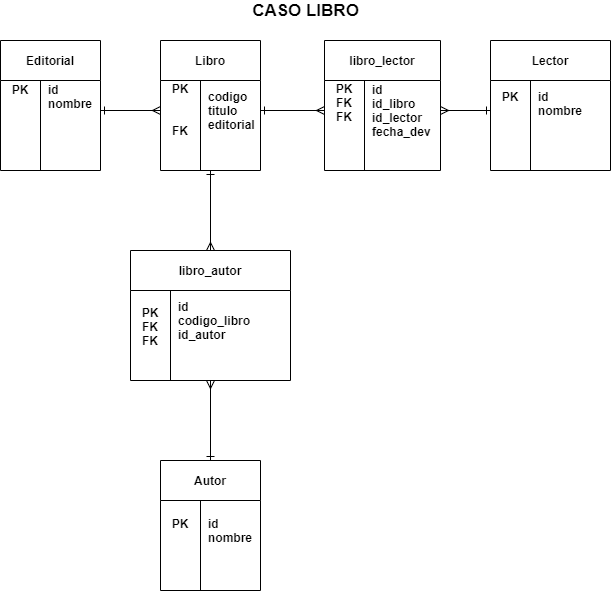 CASO LIBRO
Editorial
PK id
nombre
Libro
PK
codigo
titulo
FK editorial
libro_lector
PK id
FK id_libro
FK id_lector
fecha_dev
Lector
PK id
nombre
libro_autor
PK id
FK codigo_libro
FK id_autor
Autor
PK id
nombre